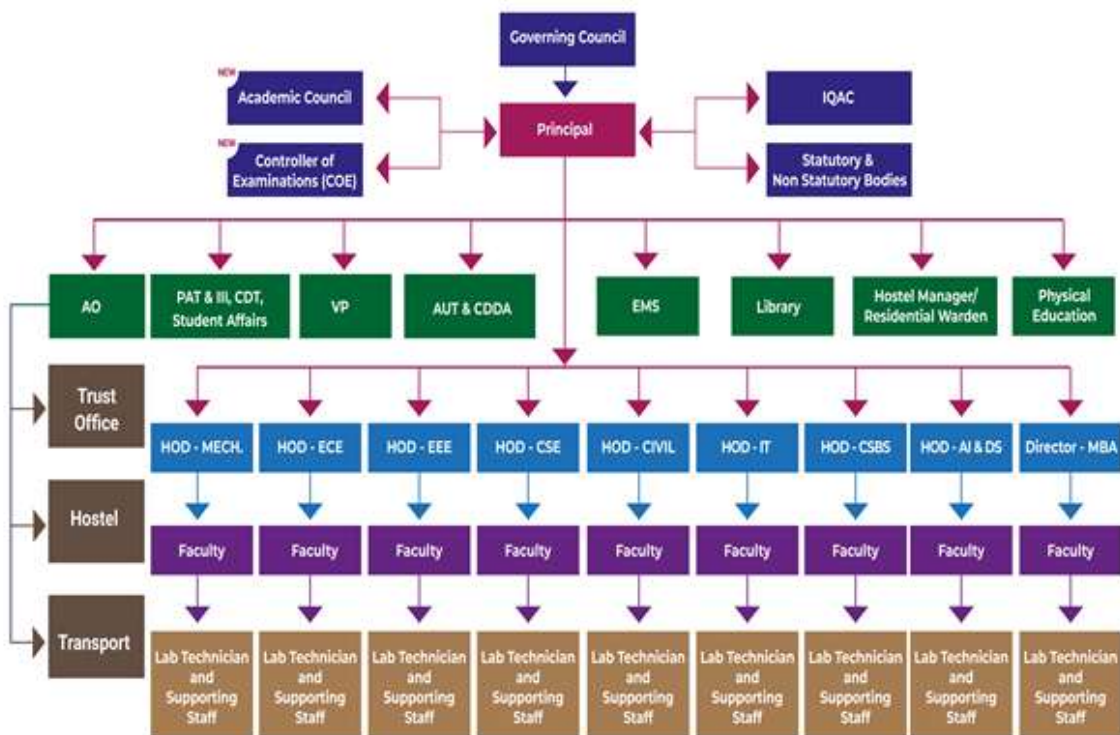 Governing Council
NEW
Academic Council
IQAC
Principal
NEW
Controller of
Examinations (COE)
Statutory &
Non Statutory Bodies
AO
PAT & III, CDT,
Student Affairs
VP
AUT & CDDA
EMS
Library
Hostel Manager/
Residential Warden
Physical
Education
Trust
Office
Hostel
Transport
HOD - MECH.
HOD - ECE
HOD - EEE
HOD - CSE
HOD - CIVIL
HOD - IT
HOD - CSBS
HOD - AI & DS
Director - MBA
Faculty
Faculty
Faculty
Faculty
Faculty
Faculty
Faculty
Faculty
Faculty
Lab Technician
and
Supporting
Staff
Lab Technician
and
Supporting
Staff
Lab Technician
and
Supporting
Staff
Lab Technician
and
Supporting
Staff
Lab Technician
and
Supporting
Staff
Lab Technician
and
Supporting
Staff
Lab Technician
and
Supporting
Staff
Lab Technician
and
Supporting
Staff
Lab Technician
and
Supporting
Staff